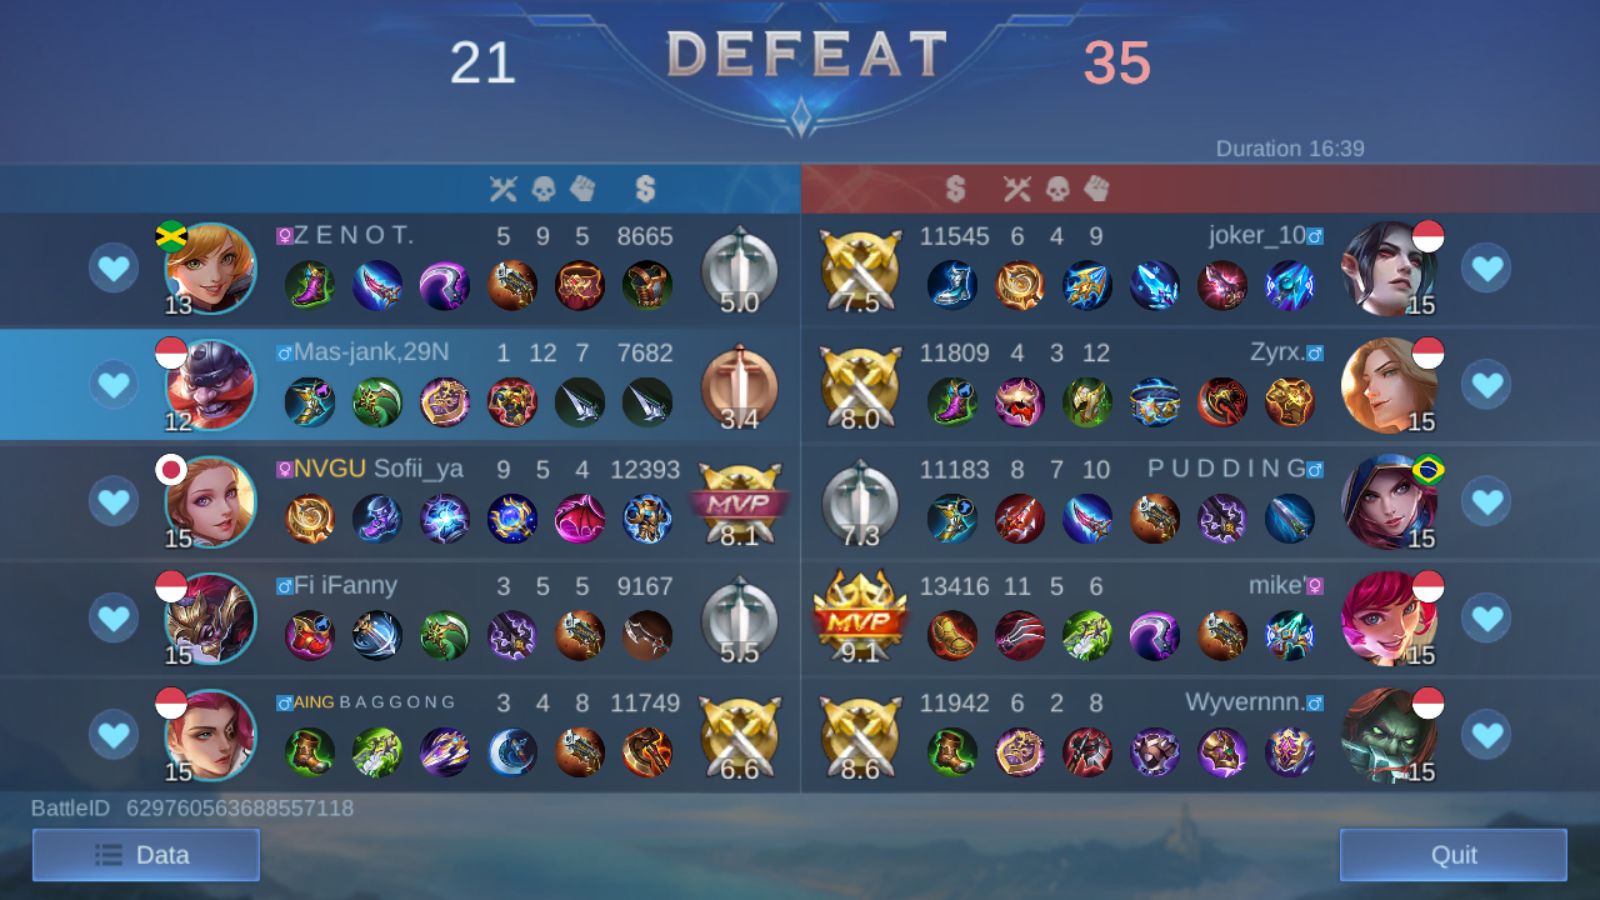 21 DEFEAT 35
Duration 16:39
Z E N O T. 5 9 5 8665
13 5.0
11545 6 4 9 joker_10
7.5 15
Mas-jank,29N 1 12 7 7682
12 3.4
11809 4 3 12 Zyrx.
8.0 15
NVGU Sofii_ya 9 5 4 12393
MVP
15 8.1
11183 8 7 10 P U D D I N G
7.3 15
Fi iFanny 3 5 5 9167
15 5.5
13416 11 5 6 mike'
MVP
9.1 15
AING B A G G O N G 3 4 8 11749
15 6.6
11942 6 2 8 Wyvernnn.
8.6 15
BattleID 629760563688557118
Data
Quit